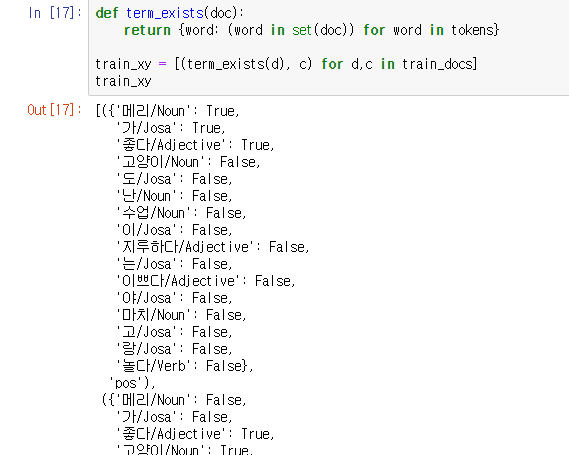 In [17]: def term_exists(doc):
return {word: (word in set(doc)) for word in tokens}
train_xy = [(term_exists(d), c) for d,c in train_docs]
train_xy
Out[17]: [({'메리/Noun': True,
'가/Josa': True,
'좋다/Adjective': True,
'고양이/Noun': False,
'도/Josa': False,
'난/Noun': False,
'수업/Noun': False,
'이/Josa': False,
'지루하다/Adjective': False,
'는/Josa': False,
'이쁘다/Adjective': False,
'야/Josa': False,
'마치/Noun': False,
'고/Josa': False,
'랑/Josa': False,
'놀다/Verb': False},
'pos'),
({'메리/Noun': False,
'가/Josa': False,
'좋다/Adjective': True,
'고양이/Noun': True,